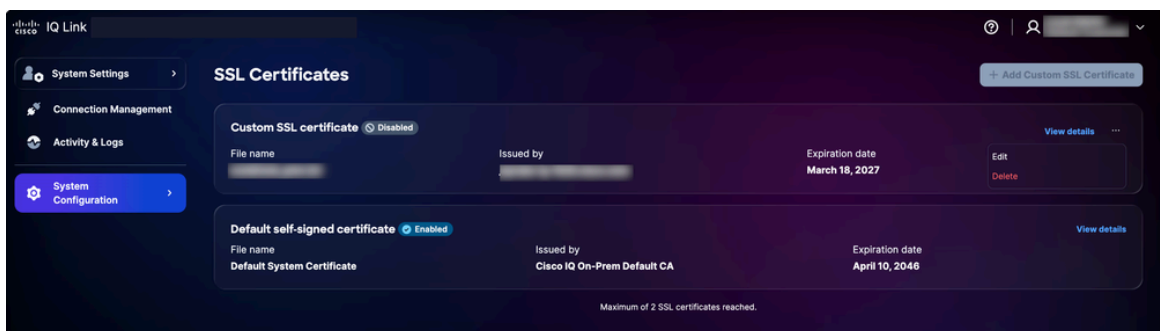 cisco IQ Link
System Settings
Connection Management
Activity & Logs
System
Configuration
SSL Certificates
+ Add Custom SSL Certificate
Custom SSL certificate Disabled
View details ...
File name
Issued by
Expiration date
March 18, 2027
Edit
Delete
Default self-signed certificate Enabled
View details
File name
Issued by
Expiration date
Default System Certificate
Cisco IQ On-Prem Default CA
April 10, 2046
Maximum of 2 SSL certificates reached.